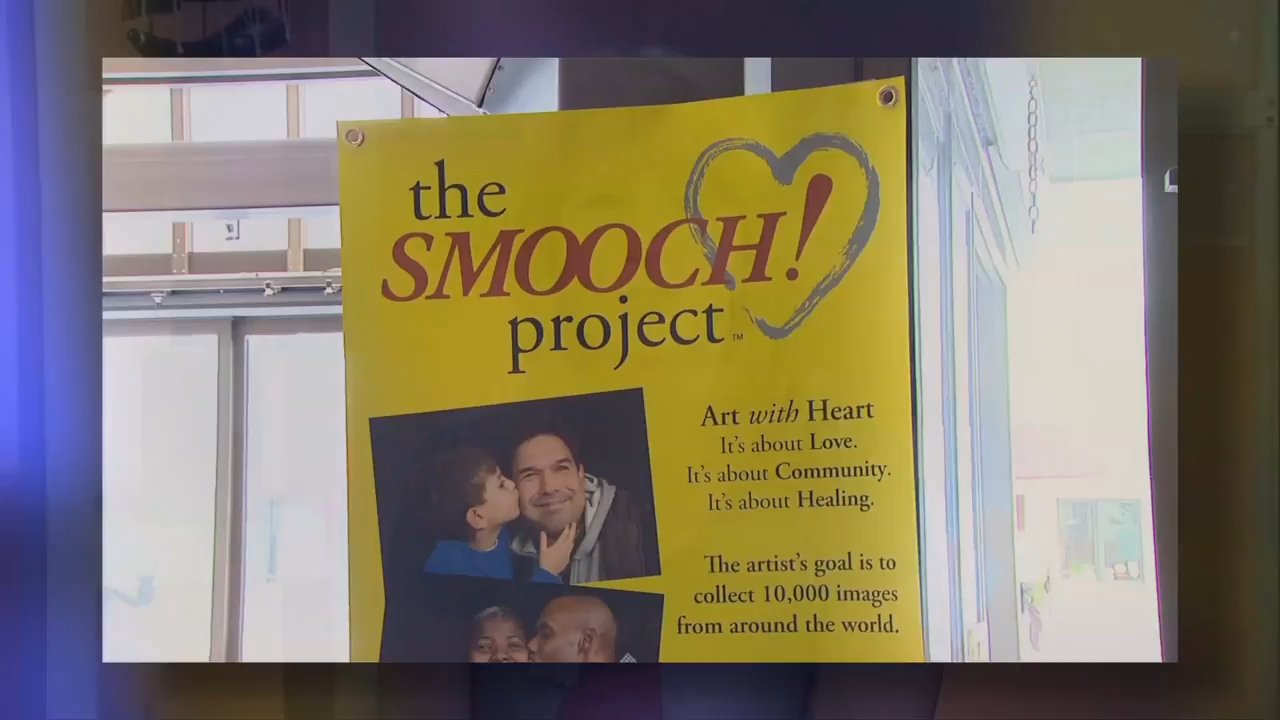 the
SMOOCH!
project™
Art with Heart
It's about Love.
It's about Community.
It's about Healing.
The artist's goal is to
collect 10,000 images
from around the world.